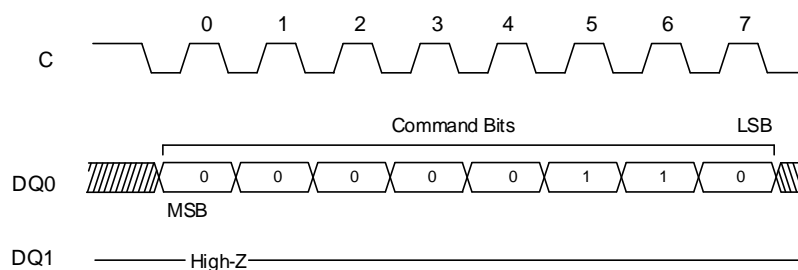 0 1 2 3 4 5 6 7
C
Command Bits LSB
DQ0 0 0 0 0 0 1 1 0
MSB
DQ1 High-Z